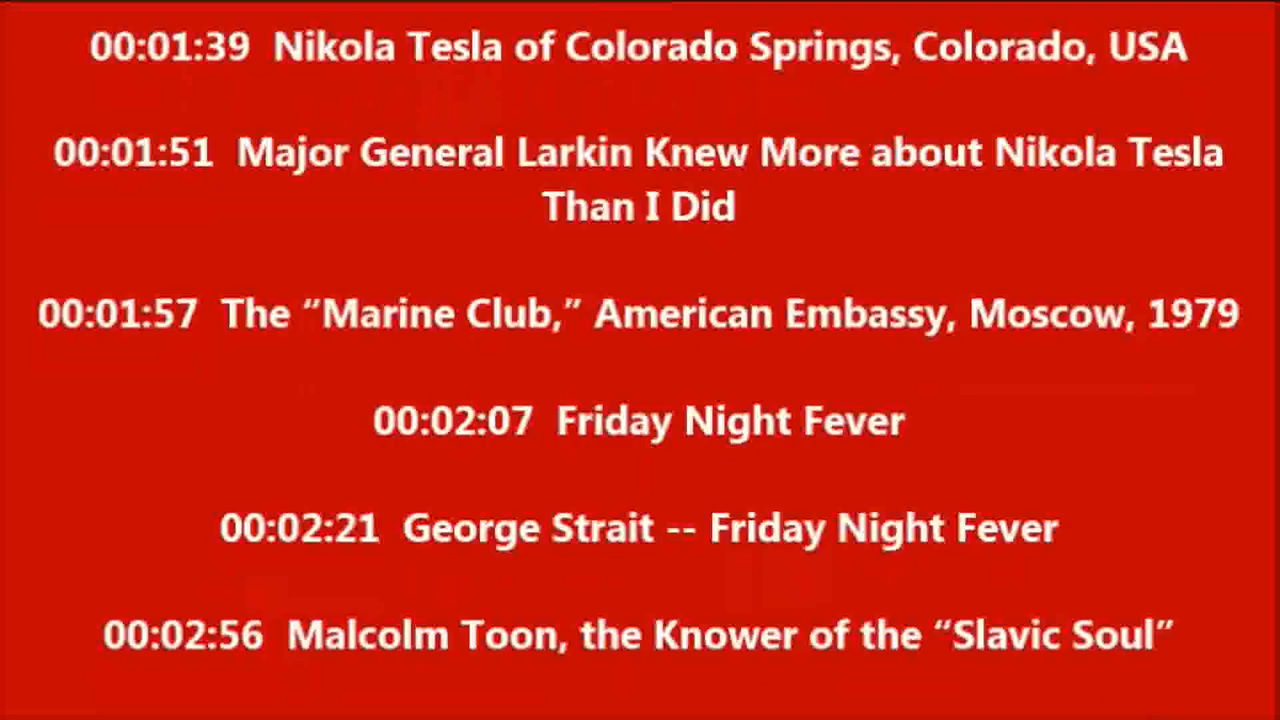 00:01:39  Nikola Tesla of Colorado Springs, Colorado, USA
00:01:51  Major General Larkin Knew More about Nikola Tesla
Than I Did
00:01:57  The “Marine Club,” American Embassy, Moscow, 1979
00:02:07  Friday Night Fever
00:02:21  George Strait -- Friday Night Fever
00:02:56  Malcolm Toon, the Knower of the “Slavic Soul”